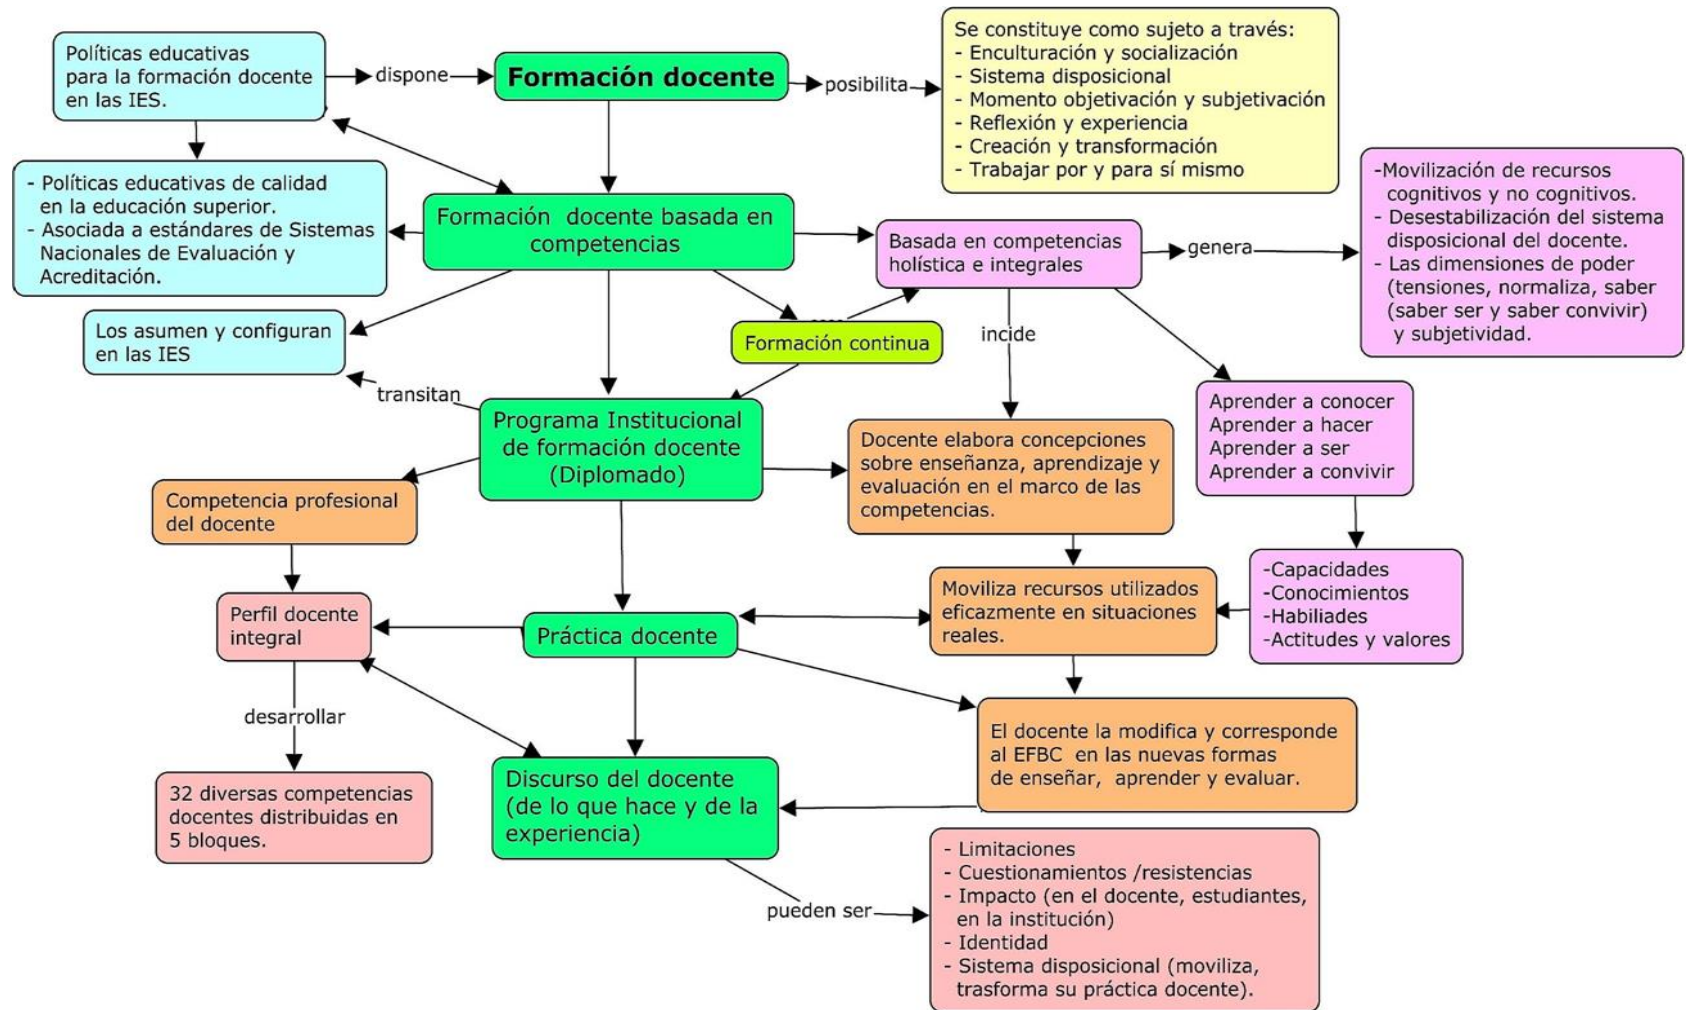 Políticas educativas
para la formación docente
en las IES.
dispone
Formación docente
posibilita
Se constituye como sujeto a través:
- Enculturación y socialización
- Sistema disposicional
- Momento objetivación y subjetivación
- Reflexión y experiencia
- Creación y transformación
- Trabajar por y para sí mismo
- Políticas educativas de calidad
en la educación superior.
- Asociada a estándares de Sistemas
Nacionales de Evaluación y
Acreditación.
Formación docente basada en
competencias
Basada en competencias
holística e integrales
genera
-Movilización de recursos
cognitivos y no cognitivos.
- Desestabilización del sistema
disposicional del docente.
- Las dimensiones de poder
(tensiones, normaliza, saber
(saber ser y saber convivir)
y subjetividad.
Los asumen y configuran
en las IES
Formación continua
incide
transitan
Programa Institucional
de formación docente
(Diplomado)
Docente elabora concepciones
sobre enseñanza, aprendizaje y
evaluación en el marco de las
competencias.
Aprender a conocer
Aprender a hacer
Aprender a ser
Aprender a convivir
Competencia profesional
del docente
-Capacidades
-Conocimientos
-Habiliades
-Actitudes y valores
Moviliza recursos utilizados
eficazmente en situaciones
reales.
Perfil docente
integral
Práctica docente
desarrollar
El docente la modifica y corresponde
al EFBC en las nuevas formas
de enseñar, aprender y evaluar.
32 diversas competencias
docentes distribuidas en
5 bloques.
Discurso del docente
(de lo que hace y de la
experiencia)
pueden ser
- Limitaciones
- Cuestionamientos /resistencias
- Impacto (en el docente, estudiantes,
en la institución)
- Identidad
- Sistema disposicional (moviliza,
trasforma su práctica docente).